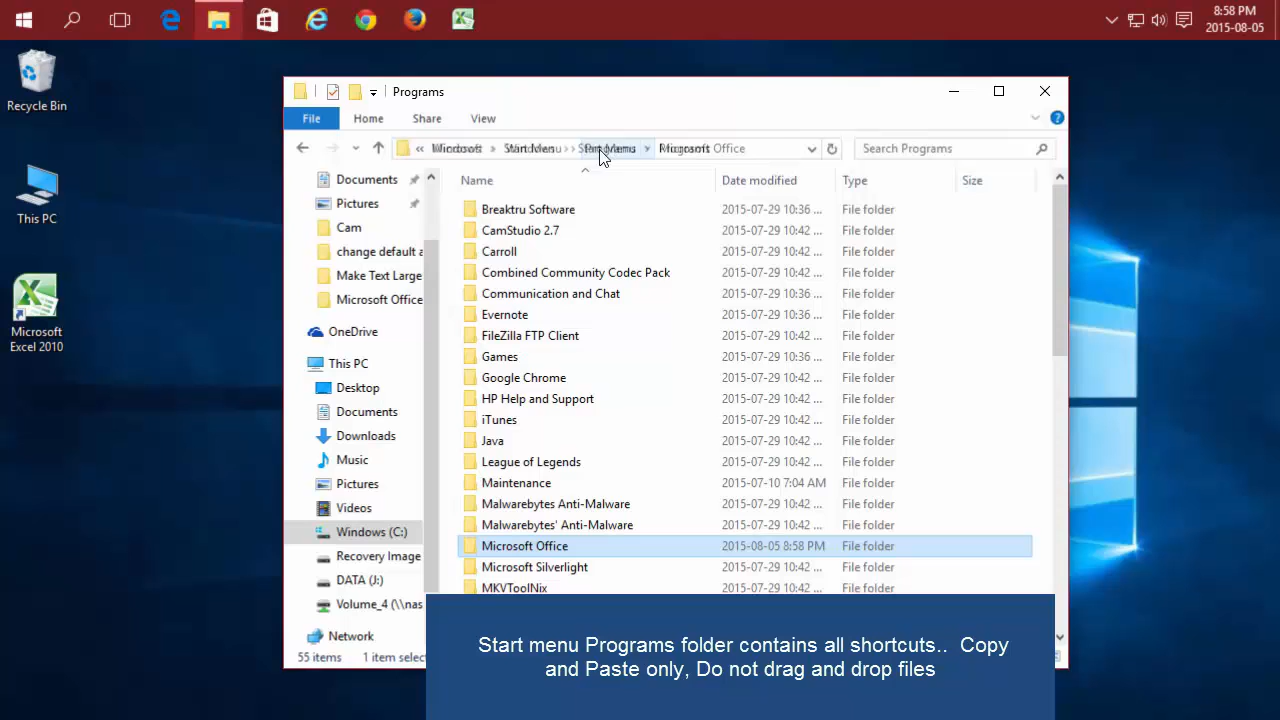 8:58 PM
2015-08-05
Recycle Bin
This PC
Microsoft
Excel 2010
Programs
File Home Share View
Microsoft Office
Search Programs
Name Date modified Type Size
Documents
Pictures
Cam
change default a
Make Text Large
Microsoft Office
OneDrive
This PC
Desktop
Documents
Downloads
Music
Pictures
Videos
Windows (C:)
Recovery Image
DATA (J:)
Volume_4 (\\nas
Network
Breaktru Software 2015-07-29 10:36 ... File folder
CamStudio 2.7 2015-07-29 10:42 ... File folder
Carroll 2015-07-29 10:42 ... File folder
Combined Community Codec Pack 2015-07-29 10:42 ... File folder
Communication and Chat 2015-07-29 10:36 ... File folder
Evernote 2015-07-29 10:36 ... File folder
FileZilla FTP Client 2015-07-29 10:42 ... File folder
Games 2015-07-29 10:36 ... File folder
Google Chrome 2015-07-29 10:42 ... File folder
HP Help and Support 2015-07-29 10:42 ... File folder
iTunes 2015-07-29 10:42 ... File folder
Java 2015-07-29 10:42 ... File folder
League of Legends 2015-07-29 10:42 ... File folder
Maintenance 2015-07-10 7:04 AM File folder
Malwarebytes Anti-Malware 2015-07-29 10:42 ... File folder
Malwarebytes' Anti-Malware 2015-07-29 10:42 ... File folder
Microsoft Office 2015-08-05 8:58 PM File folder
Microsoft Silverlight 2015-07-29 10:42 ... File folder
MKVToolNix 2015-07-29 10:42 ... File folder
55 items 1 item selec
Start menu Programs folder contains all shortcuts.. Copy
and Paste only, Do not drag and drop files